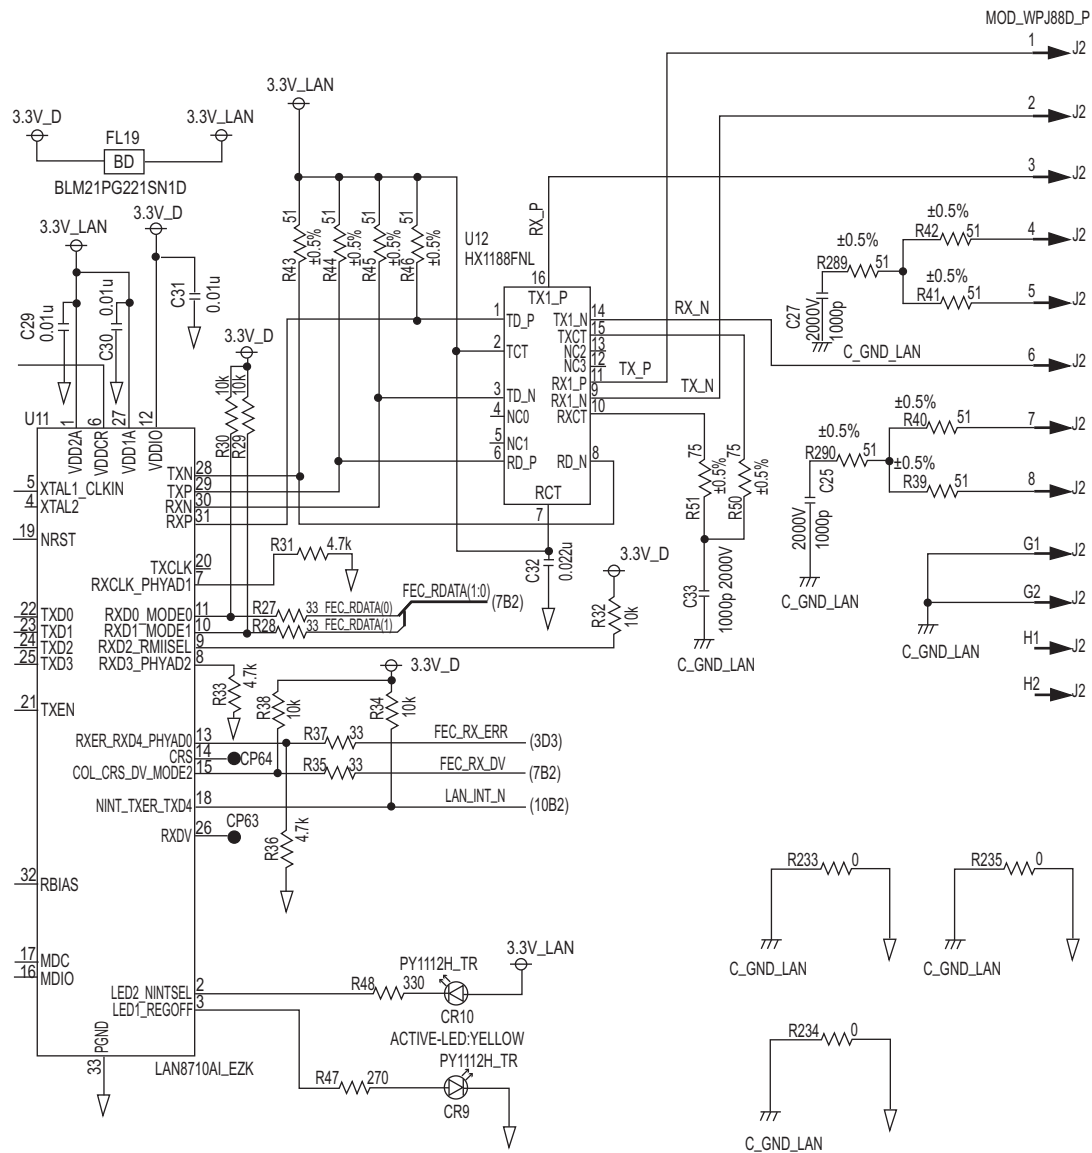 MOD_WPJ88D_P
1 J2
2 J2
3 J2
4 J2
5 J2
6 J2
7 J2
8 J2
G1 J2
G2 J2
H1 J2
H2 J2
3.3V_D
3.3V_LAN
FL19
BD
BLM21PG221SN1D
3.3V_LAN
3.3V_LAN
3.3V_D
C29
0.01u
C30
0.01u
C31
0.01u
R43
51
±0.5%
R44
51
±0.5%
R45
51
±0.5%
R46
51
±0.5%
U12
HX1188FNL
RX_P
16
TX1_P
1 TD_P
2 TCT
3 TD_N
4 NC0
5 NC1
6 RD_P
TX1_N 14
TXCT 15
NC2 13
NC3 12
RX1_P 11
RX1_N 9
RXCT 10
RD_N 8
RCT
7
C32
0.022u
RX_N
TX_P
TX_N
±0.5%
R42 51
±0.5%
R289 51
±0.5%
R41 51
C27
2000V
1000p
C_GND_LAN
±0.5%
R40 51
±0.5%
R290 51
±0.5%
R39 51
C25
2000V
1000p
C_GND_LAN
C_GND_LAN
R51
75
±0.5%
R50
75
±0.5%
C33
1000p 2000V
C_GND_LAN
3.3V_D
R30
10k
R29
10k
U11
1 VDD2A
6 VDDCR
27 VDD1A
12 VDDIO
5 XTAL1_CLKIN
4 XTAL2
19 NRST
22 TXD0
23 TXD1
24 TXD2
25 TXD3
21 TXEN
32 RBIAS
17 MDC
16 MDIO
33 PGND
TXN 28
TXP 29
RXN 30
RXP 31
TXCLK 20
RXCLK_PHYAD1 7
RXD0_MODE0 11
RXD1_MODE1 10
RXD2_RMIISEL 9
RXD3_PHYAD2 8
RXER_RXD4_PHYAD0 13
CRS 14
COL_CRS_DV_MODE2 15
NINT_TXER_TXD4 18
RXDV 26
LED2_NINTSEL 2
LED1_REGOFF 3
LAN8710AI_EZK
R31 4.7k
R27 33 FEC_RDATA(0)
R28 33 FEC_RDATA(1)
FEC_RDATA(1:0)
(7B2)
3.3V_D
R32
10k
R33
4.7k
3.3V_D
R38
10k
R34
10k
R37 33 FEC_RX_ERR (3D3)
CP64
R35 33 FEC_RX_DV (7B2)
LAN_INT_N (10B2)
CP63
R36
4.7k
3.3V_LAN
PY1112H_TR
R48 330
CR10
ACTIVE-LED:YELLOW
PY1112H_TR
R47 270
CR9
R233 0
C_GND_LAN
R235 0
C_GND_LAN
R234 0
C_GND_LAN